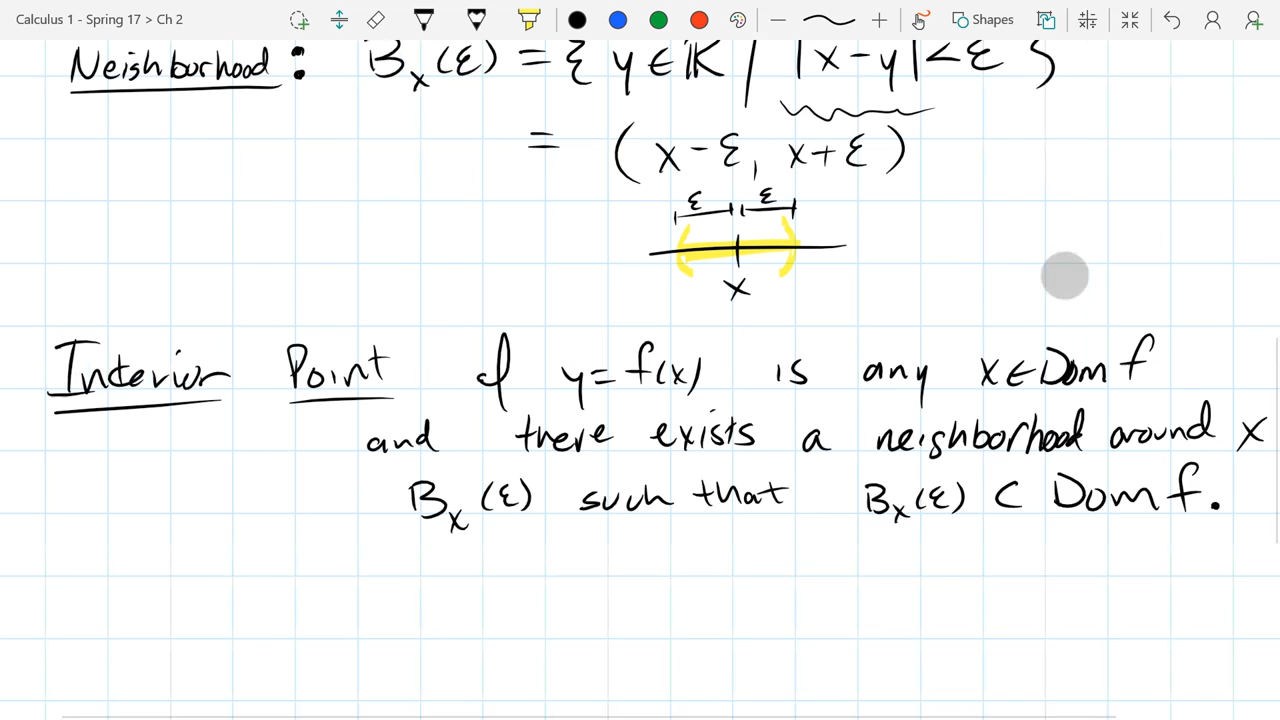 Calculus 1 - Spring 17 > Ch 2 Shapes
Neighborhood : B_x(ε) = { y ∈ ℝ | |x-y| < ε }
= (x-ε, x+ε)
ε ε
x
Interior Point of y=f(x) is any x ∈ Dom f
and there exists a neighborhood around x
B_x(ε) such that B_x(ε) ⊂ Dom f.